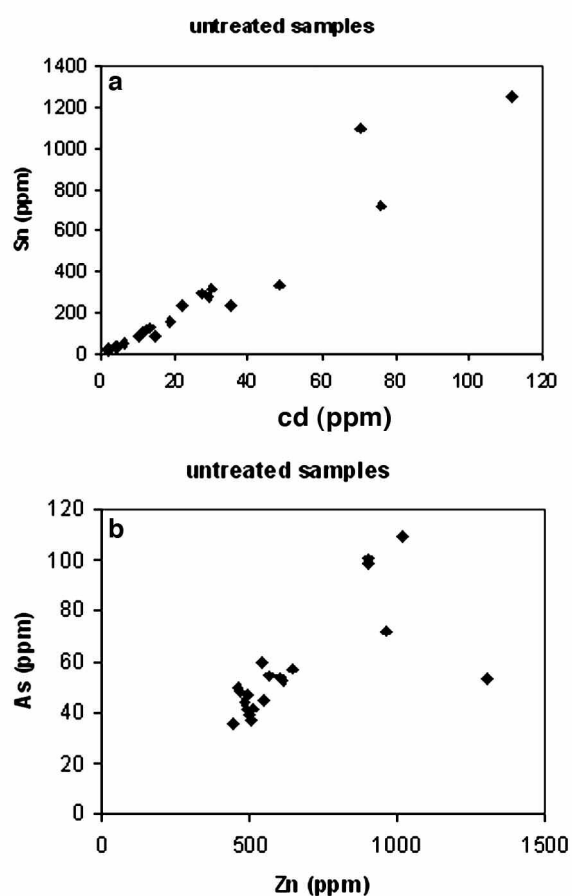 untreated samples
a
1400
1200
1000
800
600
400
200
0
Sn (ppm)
0 20 40 60 80 100 120
cd (ppm)
untreated samples
b
120
100
80
60
40
20
0
As (ppm)
0 500 1000 1500
Zn (ppm)